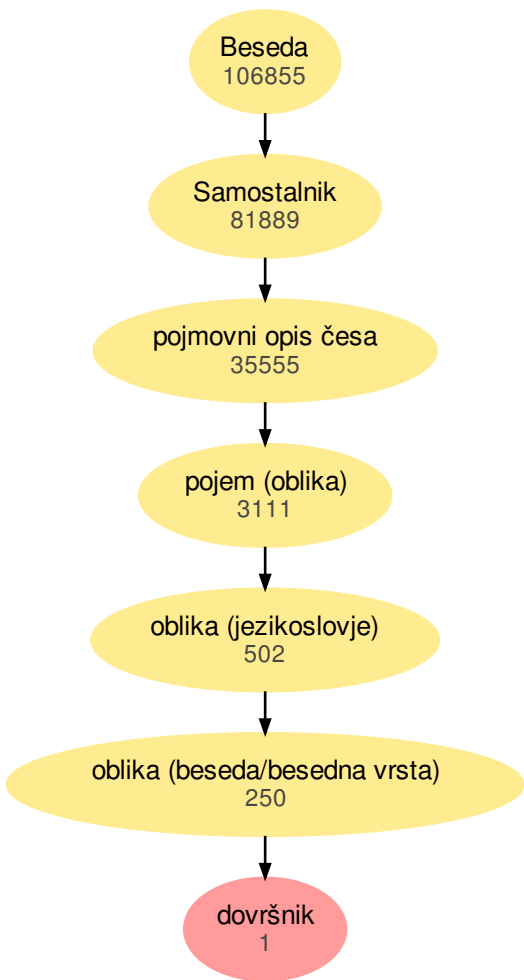 Beseda
106855
Samostalnik
81889
pojmovni opis česa
35555
pojem (oblika)
3111
oblika (jezikoslovje)
502
oblika (beseda/besedna vrsta)
250
dovršnik
1